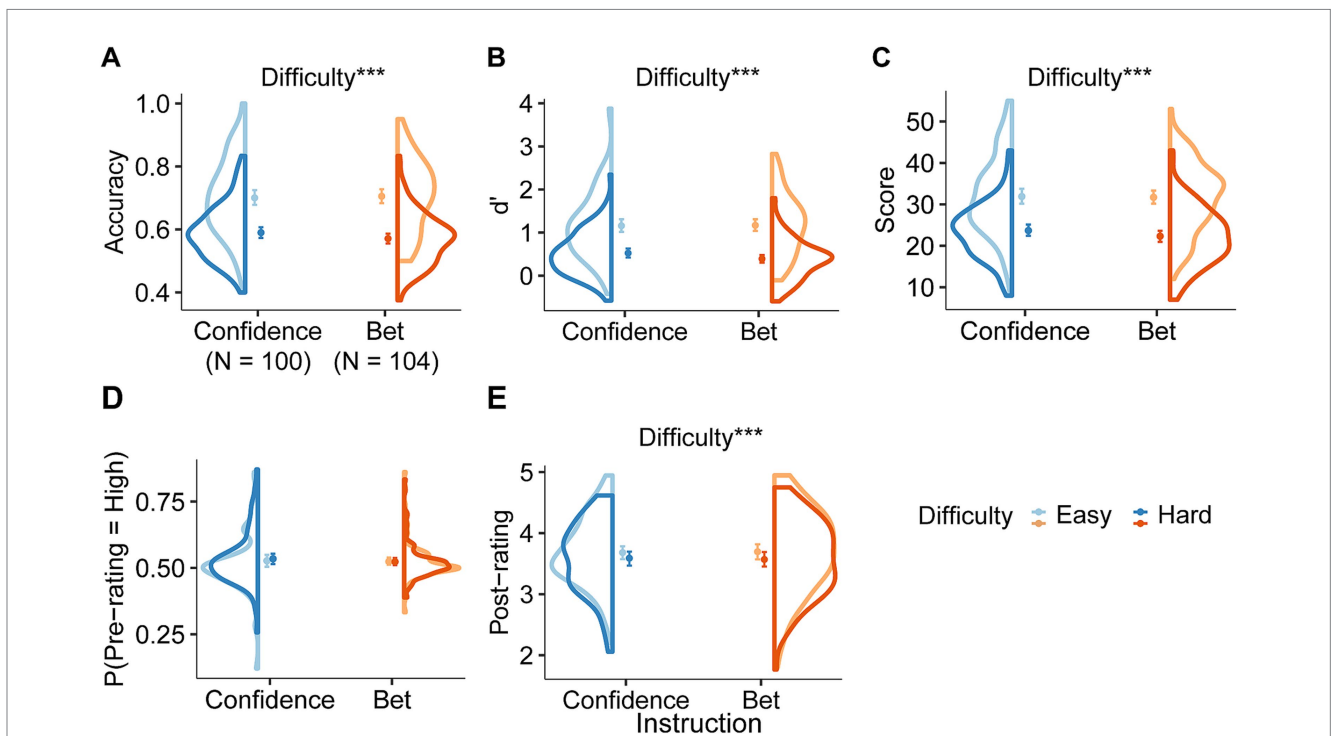 A
Difficulty***
Accuracy
1.0
0.8
0.6
0.4
Confidence
(N = 100)
Bet
(N = 104)
B
Difficulty***
d'
4
3
2
1
0
Confidence
Bet
C
Difficulty***
Score
50
40
30
20
10
Confidence
Bet
D
P(Pre−rating = High)
0.75
0.50
0.25
Confidence
Bet
E
Difficulty***
Post−rating
5
4
3
2
Confidence
Bet
Instruction
Difficulty Easy Hard